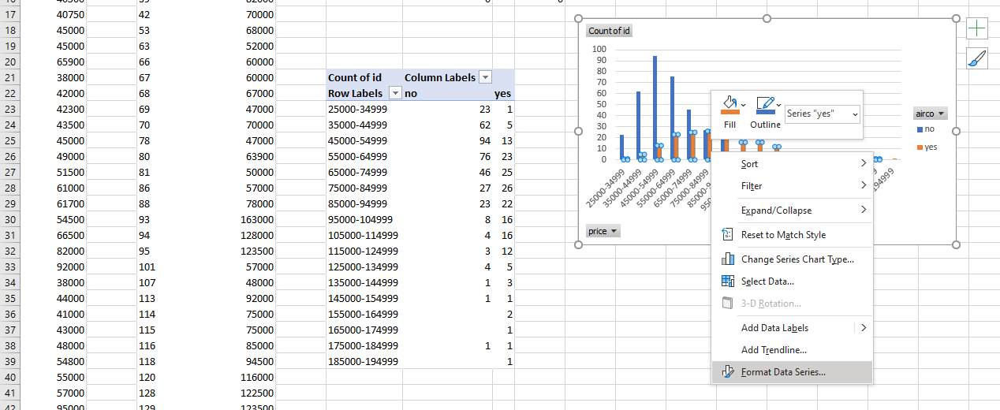 17 40750 42 70000
18 45000 53 68000
19 45000 63 52000
20 65900 66 60000
21 38000 67 60000 Count of id Column Labels
22 42000 68 67000 Row Labels no yes
23 42300 69 47000 25000-34999 23 1
24 43500 70 70000 35000-44999 62 5
25 45000 78 47000 45000-54999 94 13
26 49000 80 63900 55000-64999 76 23
27 51500 81 50000 65000-74999 46 25
28 61000 86 57000 75000-84999 27 26
29 61700 88 78000 85000-94999 23 22
30 54500 93 163000 95000-104999 8 16
31 66500 94 128000 105000-114999 4 16
32 82000 95 123500 115000-124999 3 12
33 92000 101 57000 125000-134999 4 5
34 38000 107 48000 135000-144999 1 3
35 44000 113 92000 145000-154999 1 1
36 41000 114 75000 155000-164999 2
37 43000 115 75000 165000-174999 1
38 48000 116 85000 175000-184999 1 1
39 54800 118 94500 185000-194999 1
40 55000 120 116000
41 57000 128 122500
42 95000 129 123500
Count of id
100
90
80
70
60
50
40
30
20
10
0
25000-34999
35000-44999
45000-54999
55000-64999
65000-74999
75000-84999
price
airco
no
yes
Fill
Outline
Series "yes"
Sort
Filter
Expand/Collapse
Reset to Match Style
Change Series Chart Type...
Select Data...
3-D Rotation...
Add Data Labels
Add Trendline...
Format Data Series...